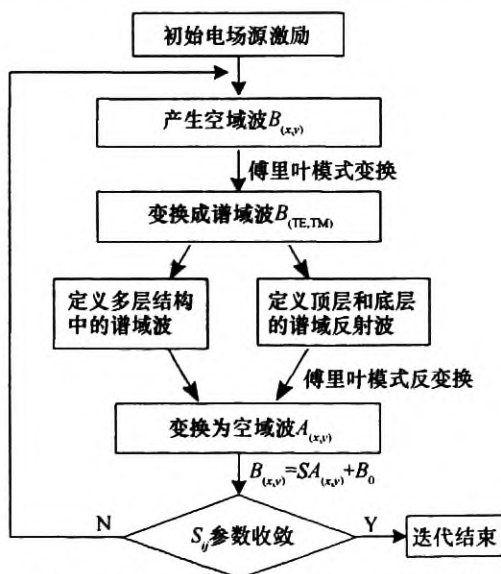 初始电场源激励
产生空域波B(x,y)
傅里叶模式变换
变换成谱域波B(TE,TM)
定义多层结构
中的谱域波
定义顶层和底层
的谱域反射波
傅里叶模式反变换
变换为空域波A(x,y)
B(x,y)=SA(x,y)+B0
N
Sij参数收敛
Y
迭代结束